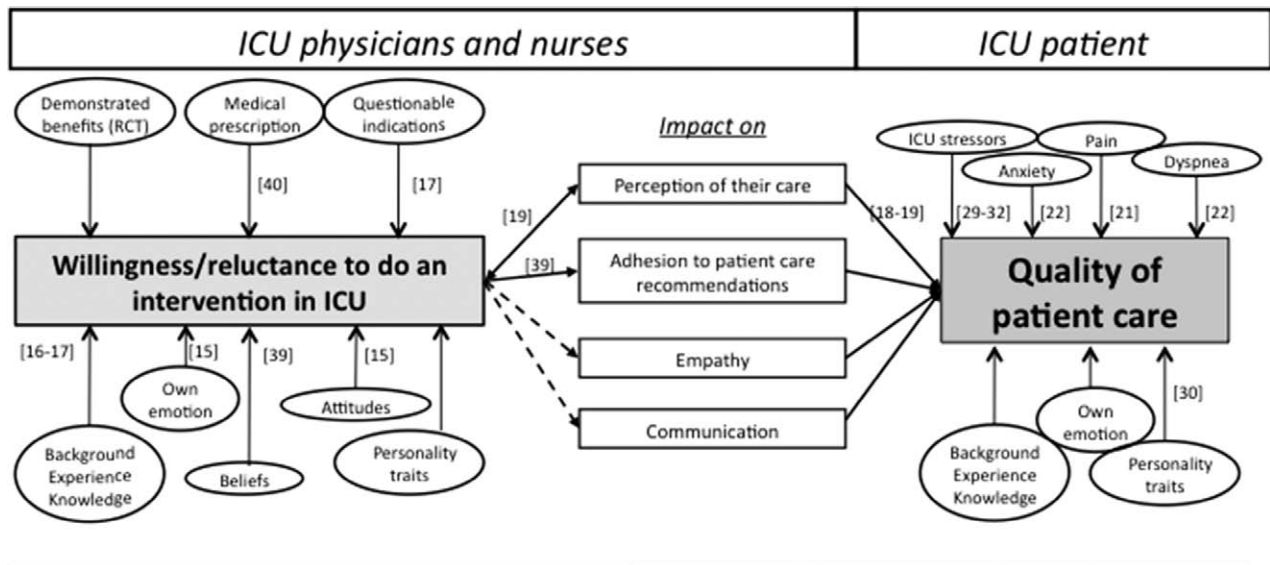 ICU physicians and nurses
ICU patient
Demonstrated
benefits (RCT)
Medical
prescription
Questionable
indications
Impact on
ICU stressors
Pain
Anxiety
Dyspnea
[40]
[17]
Perception of their care
[19]
[18-19]
[29-32]
[22]
[21]
[22]
Willingness/reluctance to do an
intervention in ICU
[39]
Adhesion to patient care
recommendations
Quality of
patient care
[16-17]
[15]
[39]
[15]
Empathy
[30]
Own
emotion
Attitudes
Communication
Own
emotion
Background
Experience
Knowledge
Beliefs
Personality
traits
Background
Experience
Knowledge
Personality
traits